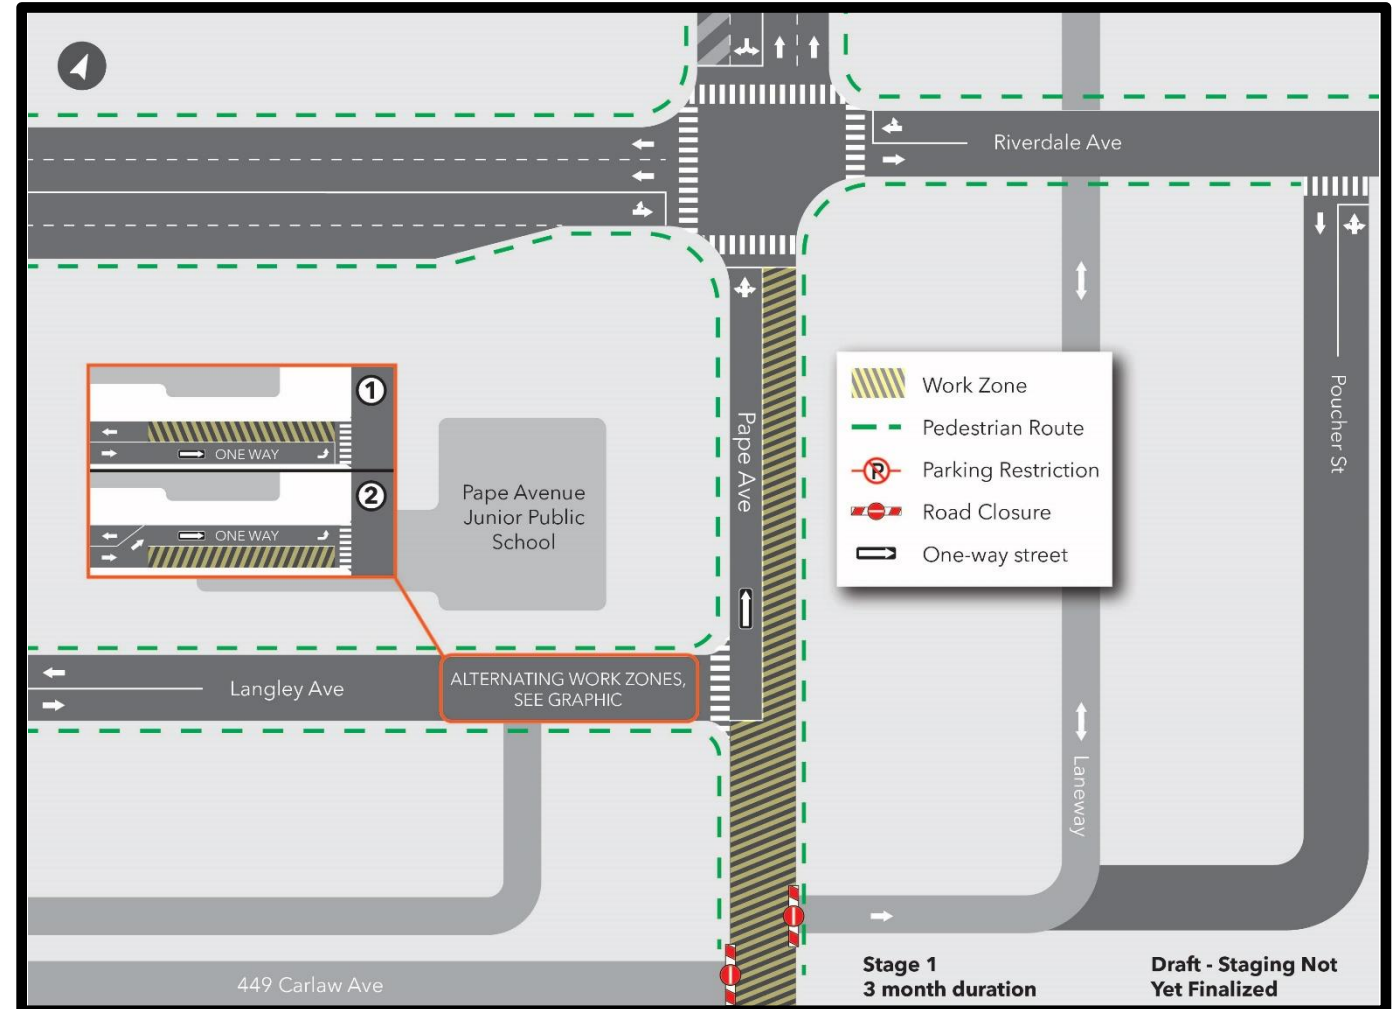 Riverdale Ave
1
ONE WAY
2
ONE WAY
Pape Avenue
Junior Public
School
Pape Ave
Work Zone
Pedestrian Route
P
Parking Restriction
Road Closure
One-way street
Poucher St
Langley Ave
ALTERNATING WORK ZONES,
SEE GRAPHIC
Laneway
449 Carlaw Ave
Stage 1
3 month duration
Draft - Staging Not
Yet Finalized